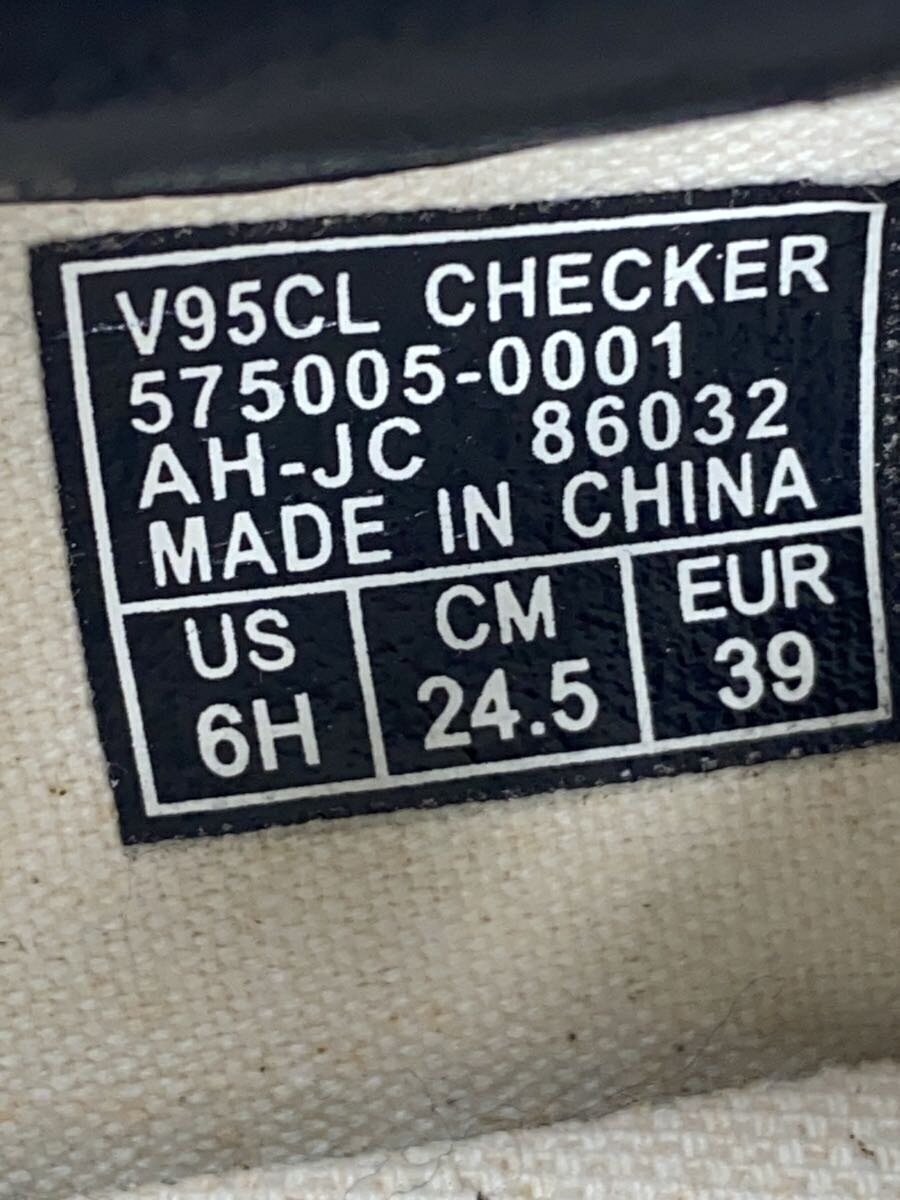 V95CL CHECKER
575005-0001
AH-JC 86032
MADE IN CHINA
US CM EUR
6H 24.5 39